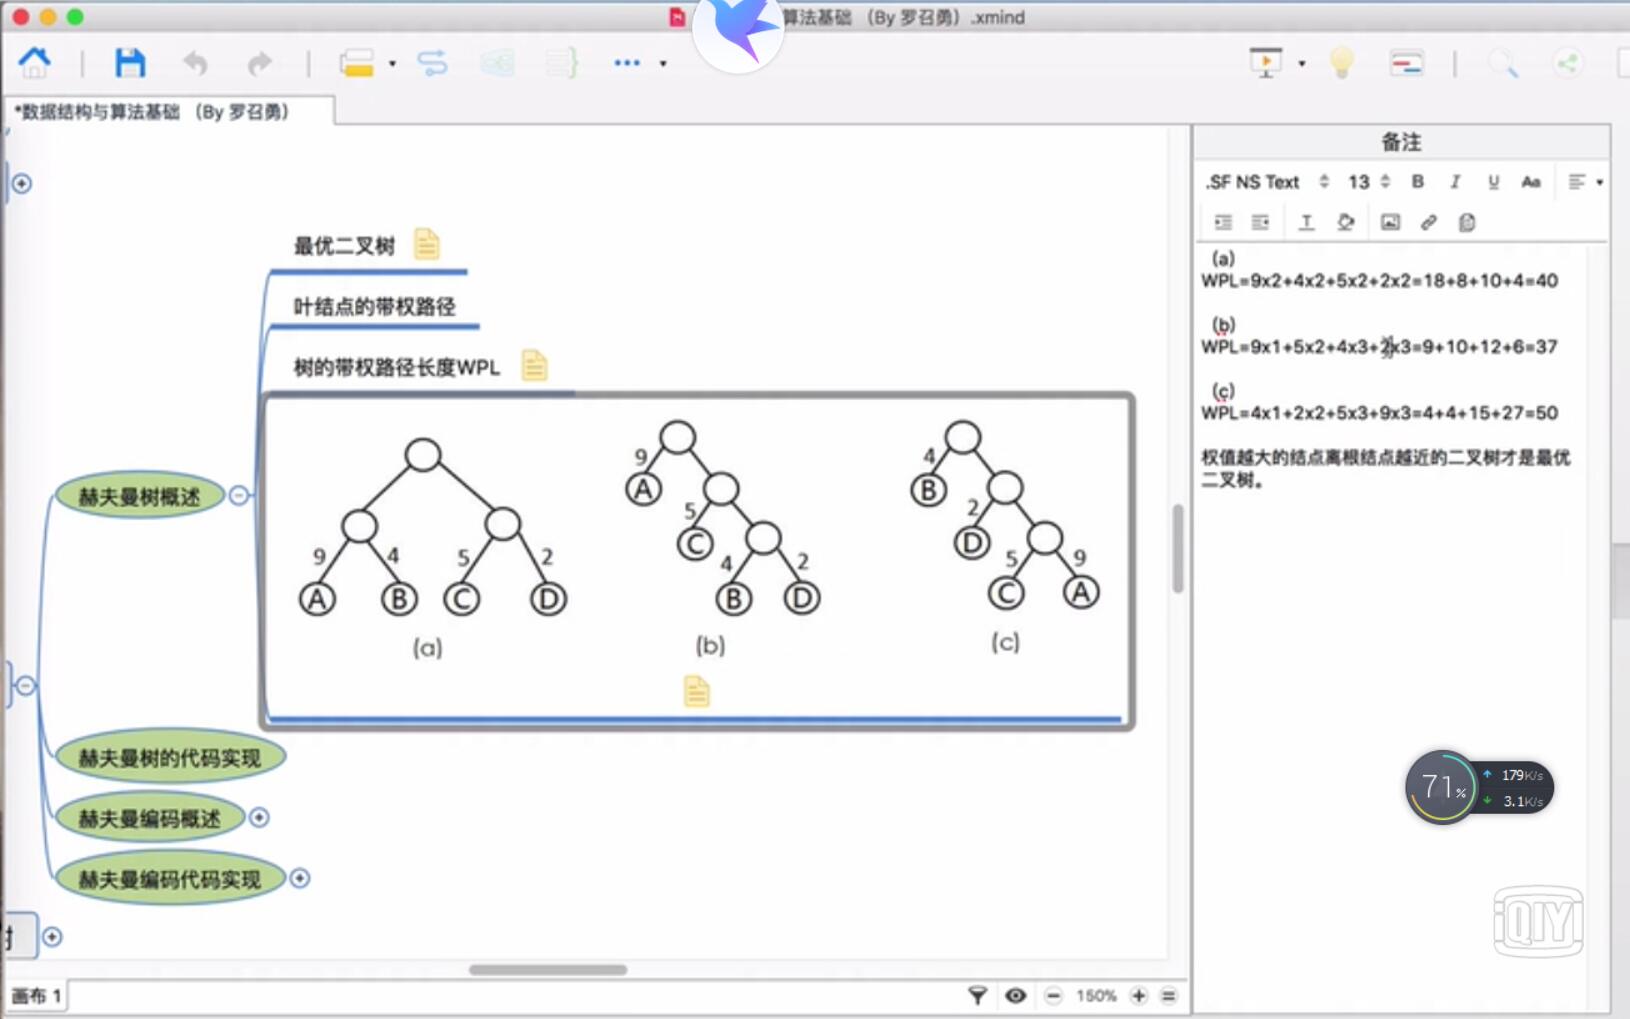 算法基础 （By 罗召勇）.xmind
*数据结构与算法基础 （By 罗召勇）
备注
.SF NS Text
13
B
I
U
Aa
T
最优二叉树
叶结点的带权路径
树的带权路径长度WPL
赫夫曼树概述
9
4
5
2
A
B
C
D
(a)
9
A
5
C
4
2
B
D
(b)
4
B
2
D
5
9
C
A
(c)
赫夫曼树的代码实现
赫夫曼编码概述
赫夫曼编码代码实现
画布 1
150%
(a)
WPL=9x2+4x2+5x2+2x2=18+8+10+4=40
(b)
WPL=9x1+5x2+4x3+2x3=9+10+12+6=37
(c)
WPL=4x1+2x2+5x3+9x3=4+4+15+27=50
权值越大的结点离根结点越近的二叉树才是最优
二叉树。
71%
179K/s
3.1K/s
QIY